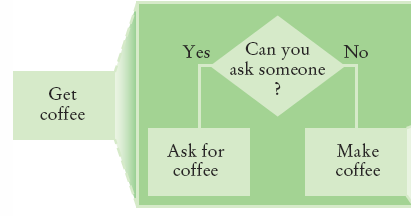 Get
coffee
Yes
Can you
ask someone
?
No
Ask for
coffee
Make
coffee